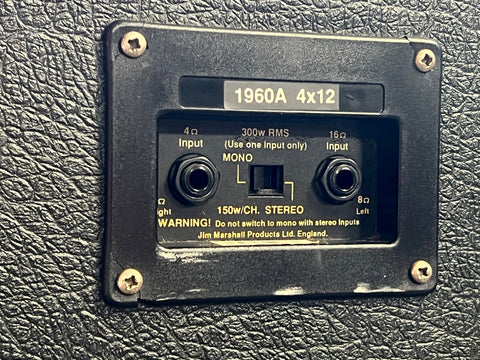 1960A 4x12
4Ω 300w RMS 16Ω
Input (Use one Input only) Input
MONO
Ω 8Ω
ight 150w/CH. STEREO Left
WARNING! Do not switch to mono with stereo Inputs
Jim Marshall Products Ltd. England.